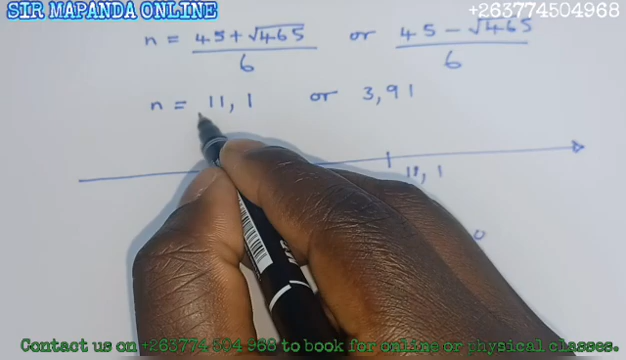 SIR MAPANDA ONLINE
+263774504968
n = 45 + √465 / 6 or 45 - √465 / 6
n = 11,1 or 3,91
11,1
0
Contact us on +263774 504 968 to book for online or physical classes.